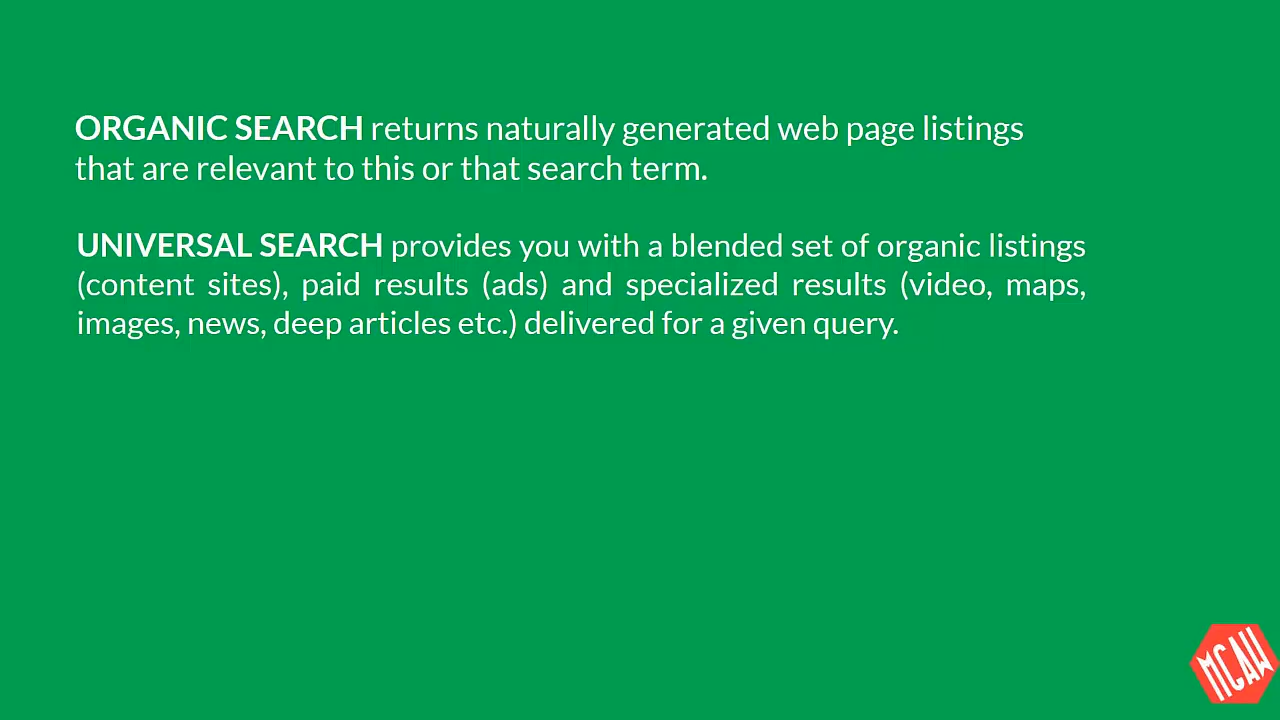 ORGANIC SEARCH returns naturally generated web page listings
that are relevant to this or that search term.
UNIVERSAL SEARCH provides you with a blended set of organic listings
(content sites), paid results (ads) and specialized results (video, maps,
images, news, deep articles etc.) delivered for a given query.
MCAW